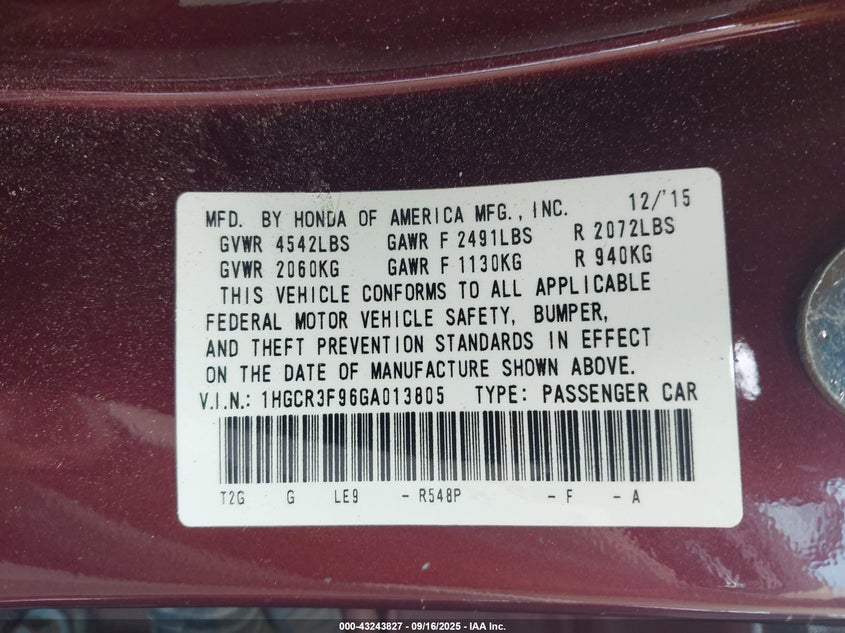 MFD. BY HONDA OF AMERICA MFG., INC. 12/'15
GVWR 4542LBS GAWR F 2491LBS R 2072LBS
GVWR 2060KG GAWR F 1130KG R 940KG
THIS VEHICLE CONFORMS TO ALL APPLICABLE
FEDERAL MOTOR VEHICLE SAFETY, BUMPER,
AND THEFT PREVENTION STANDARDS IN EFFECT
ON THE DATE OF MANUFACTURE SHOWN ABOVE.
V.I.N.: 1HGCR3F96GA013805 TYPE: PASSENGER CAR
T2G G LE9 - R548P - F - A
000-43243827 - 09/16/2025 - IAA Inc.